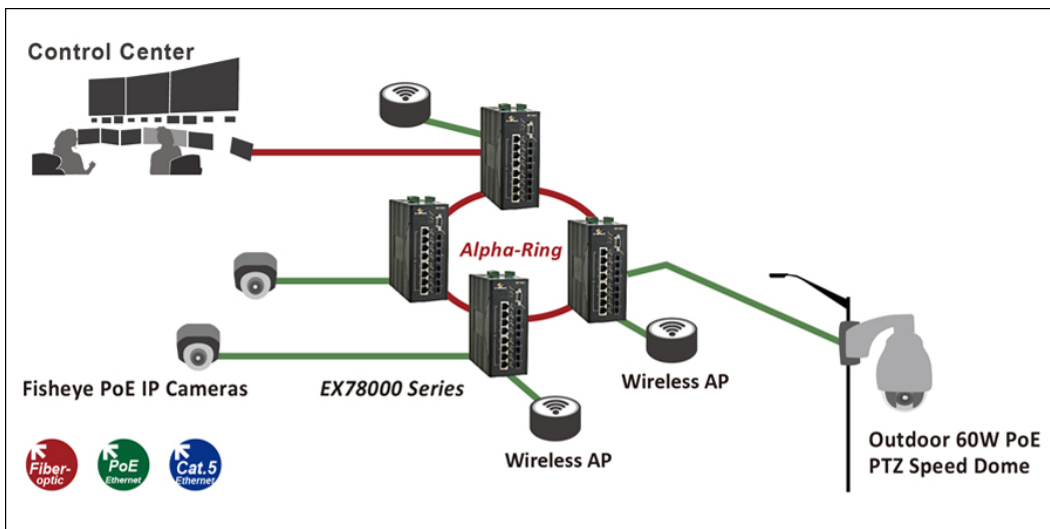 Control Center
Alpha-Ring
Fisheye PoE IP Cameras
EX78000 Series
Wireless AP
Wireless AP
Outdoor 60W PoE
PTZ Speed Dome
Fiber-
optic
PoE
Ethernet
Cat.5
Ethernet